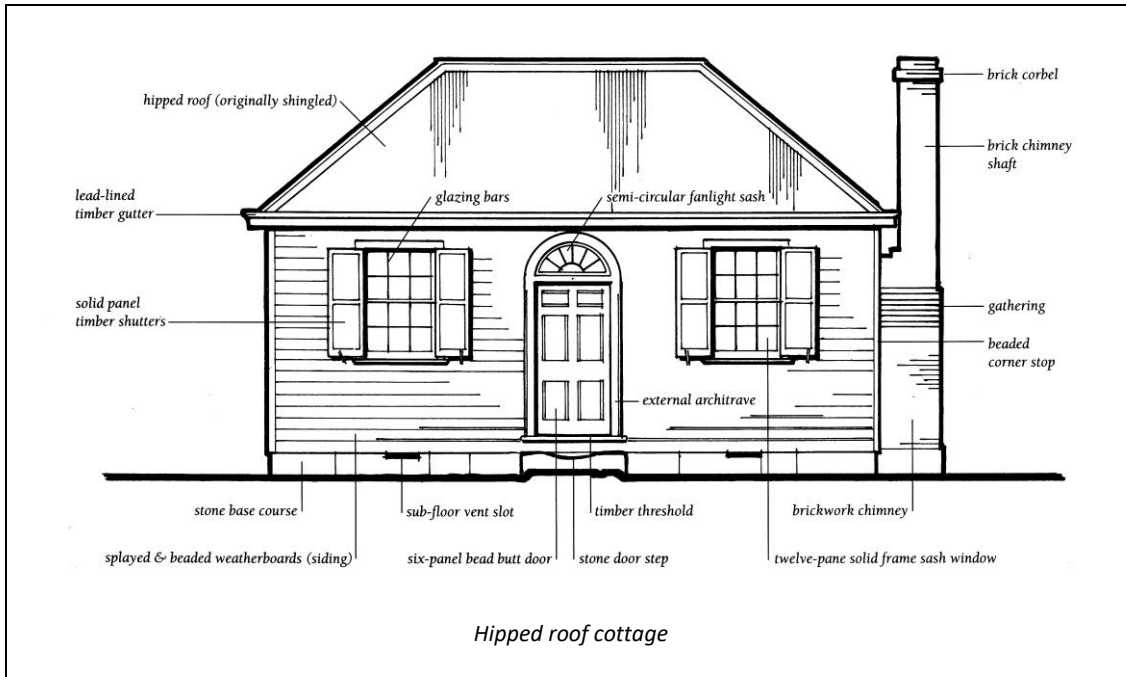 brick corbel
hipped roof (originally shingled)
brick chimney
shaft
lead-lined
timber gutter
glazing bars
semi-circular fanlight sash
solid panel
timber shutters
gathering
beaded
corner stop
external architrave
stone base course
sub-floor vent slot
timber threshold
brickwork chimney
splayed & beaded weatherboards (siding)
six-panel bead butt door
stone door step
twelve-pane solid frame sash window
Hipped roof cottage